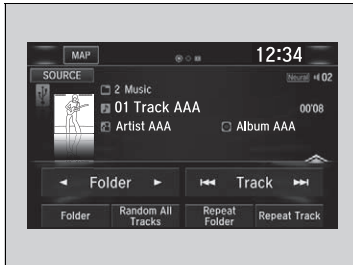 MAP 12:34
SOURCE Neural 02
2 Music
01 Track AAA 00'08
Artist AAA Album AAA
Folder Track
Folder Random All Tracks Repeat Folder Repeat Track